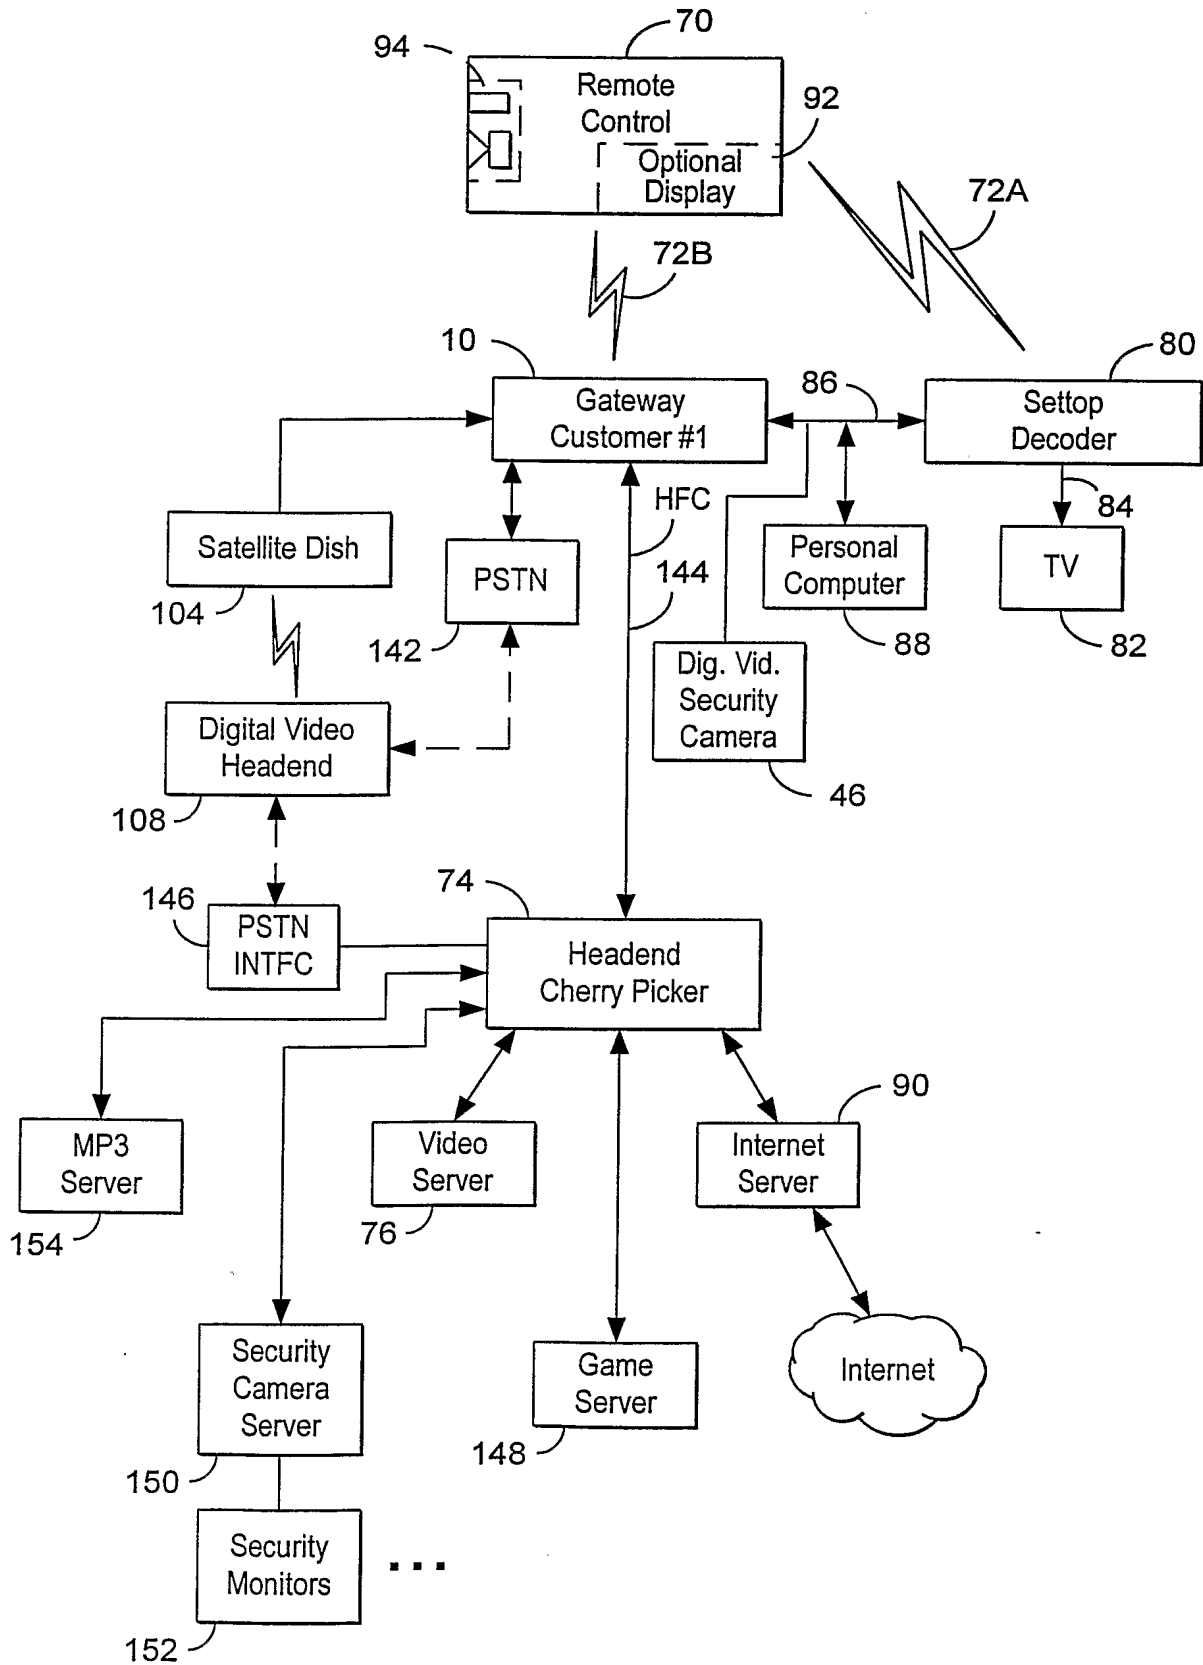 70
94
Remote
Control
92
Optional
Display
72A
72B
10
80
86
Gateway
Customer #1
Settop
Decoder
HFC
84
Satellite Dish
PSTN
144
Personal
Computer
TV
104
142
88
82
Dig. Vid.
Security
Camera
Digital Video
Headend
46
108
74
146
PSTN
INTFC
Headend
Cherry Picker
90
MP3
Server
Video
Server
Internet
Server
154
76
Security
Camera
Server
Game
Server
Internet
150
148
Security
Monitors
...
152